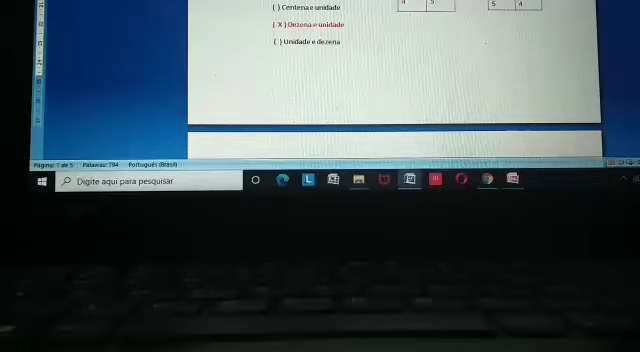 ( ) Centena e unidade
4 5
5 4
( X ) Dezena e unidade
( ) Unidade e dezena
Página: 1 de 5 Palavras: 794 Português (Brasil)
Digite aqui para pesquisar
L